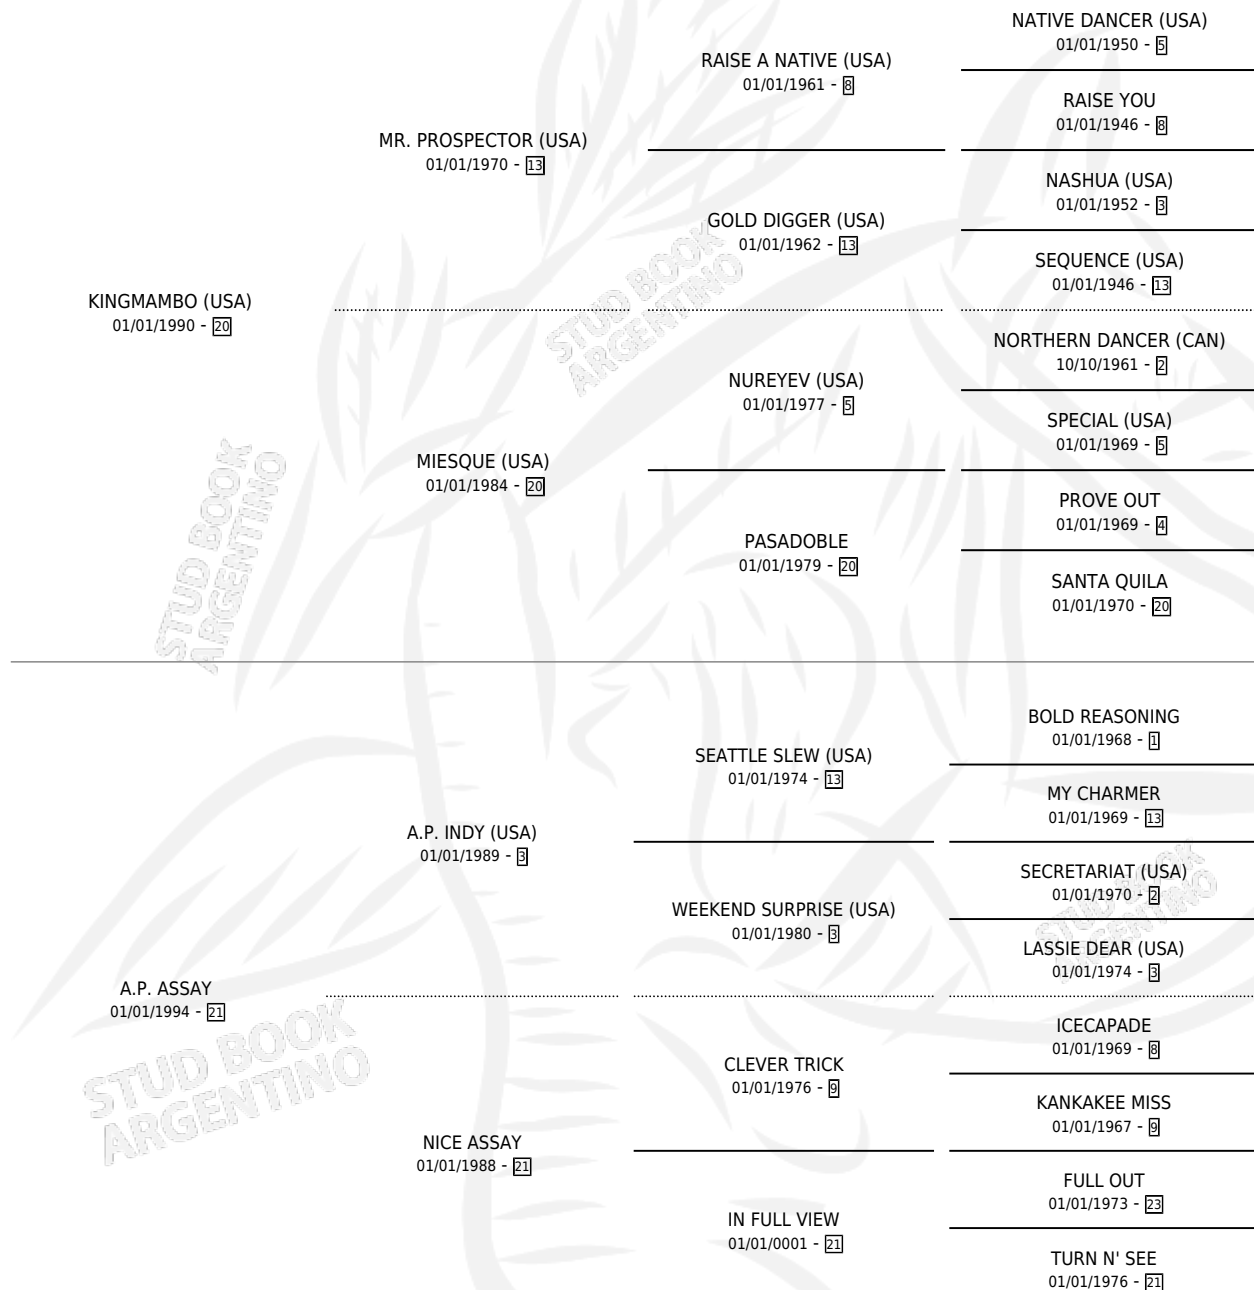 NATIVE DANCER (USA)
01/01/1950 - 5
RAISE A NATIVE (USA)
01/01/1961 - 8
RAISE YOU
01/01/1946 - 8
MR. PROSPECTOR (USA)
01/01/1970 - 13
NASHUA (USA)
01/01/1952 - 3
GOLD DIGGER (USA)
01/01/1962 - 13
SEQUENCE (USA)
01/01/1946 - 13
KINGMAMBO (USA)
01/01/1990 - 20
STUD BOOK
ARGENTINO
NORTHERN DANCER (CAN)
10/10/1961 - 2
NUREYEV (USA)
01/01/1977 - 5
SPECIAL (USA)
01/01/1969 - 5
MIESQUE (USA)
01/01/1984 - 20
PROVE OUT
01/01/1969 - 4
PASADOBLE
01/01/1979 - 20
SANTA QUILA
01/01/1970 - 20
STUD BOOK
ARGENTINO
BOLD REASONING
01/01/1968 - 1
SEATTLE SLEW (USA)
01/01/1974 - 13
MY CHARMER
01/01/1969 - 13
A.P. INDY (USA)
01/01/1989 - 3
SECRETARIAT (USA)
01/01/1970 - 2
WEEKEND SURPRISE (USA)
01/01/1980 - 3
LASSIE DEAR (USA)
01/01/1974 - 3
STUD BOOK
ARGENTINO
A.P. ASSAY
01/01/1994 - 21
ICECAPADE
01/01/1969 - 8
CLEVER TRICK
01/01/1976 - 9
KANKAKEE MISS
01/01/1967 - 9
STUD BOOK
ARGENTINO
NICE ASSAY
01/01/1988 - 21
FULL OUT
01/01/1973 - 23
IN FULL VIEW
01/01/0001 - 21
TURN N' SEE
01/01/1976 - 21